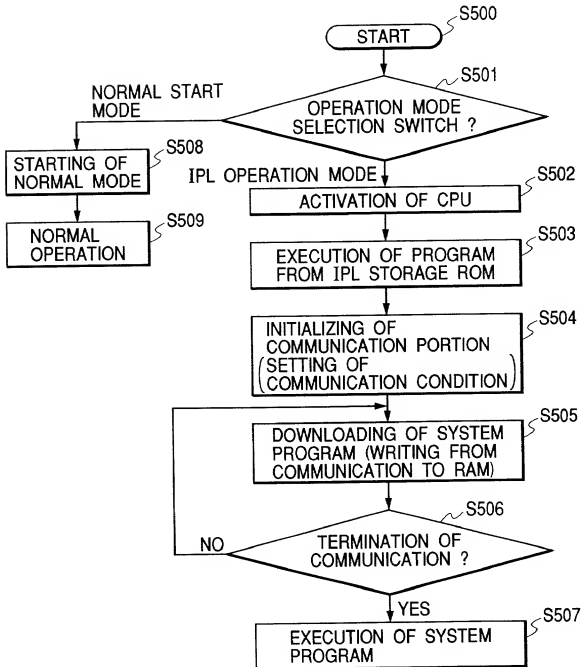 START
S500
S501
OPERATION MODE
SELECTION SWITCH ?
NORMAL START
MODE
S508
STARTING OF
NORMAL MODE
S509
NORMAL
OPERATION
IPL OPERATION MODE
S502
ACTIVATION OF CPU
S503
EXECUTION OF PROGRAM
FROM IPL STORAGE ROM
S504
INITIALIZING OF
COMMUNICATION PORTION
(SETTING OF
COMMUNICATION CONDITION)
S505
DOWNLOADING OF SYSTEM
PROGRAM (WRITING FROM
COMMUNICATION TO RAM)
S506
TERMINATION OF
COMMUNICATION ?
NO
YES
S507
EXECUTION OF SYSTEM
PROGRAM